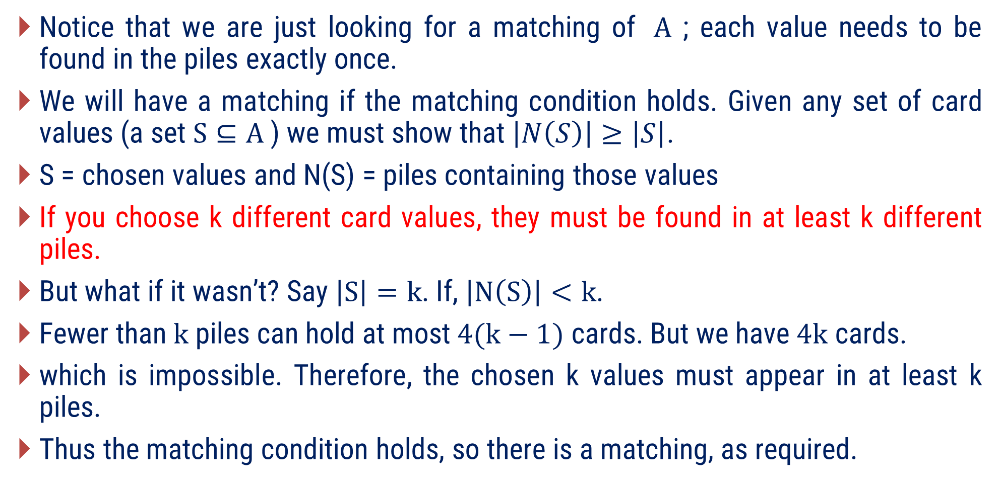 Notice that we are just looking for a matching of A ; each value needs to be
found in the piles exactly once.
We will have a matching if the matching condition holds. Given any set of card
values (a set S ⊆ A ) we must show that |N(S)| ≥ |S|.
S = chosen values and N(S) = piles containing those values
If you choose k different card values, they must be found in at least k different
piles.
But what if it wasn’t? Say |S| = k. If, |N(S)| < k.
Fewer than k piles can hold at most 4(k − 1) cards. But we have 4k cards.
which is impossible. Therefore, the chosen k values must appear in at least k
piles.
Thus the matching condition holds, so there is a matching, as required.